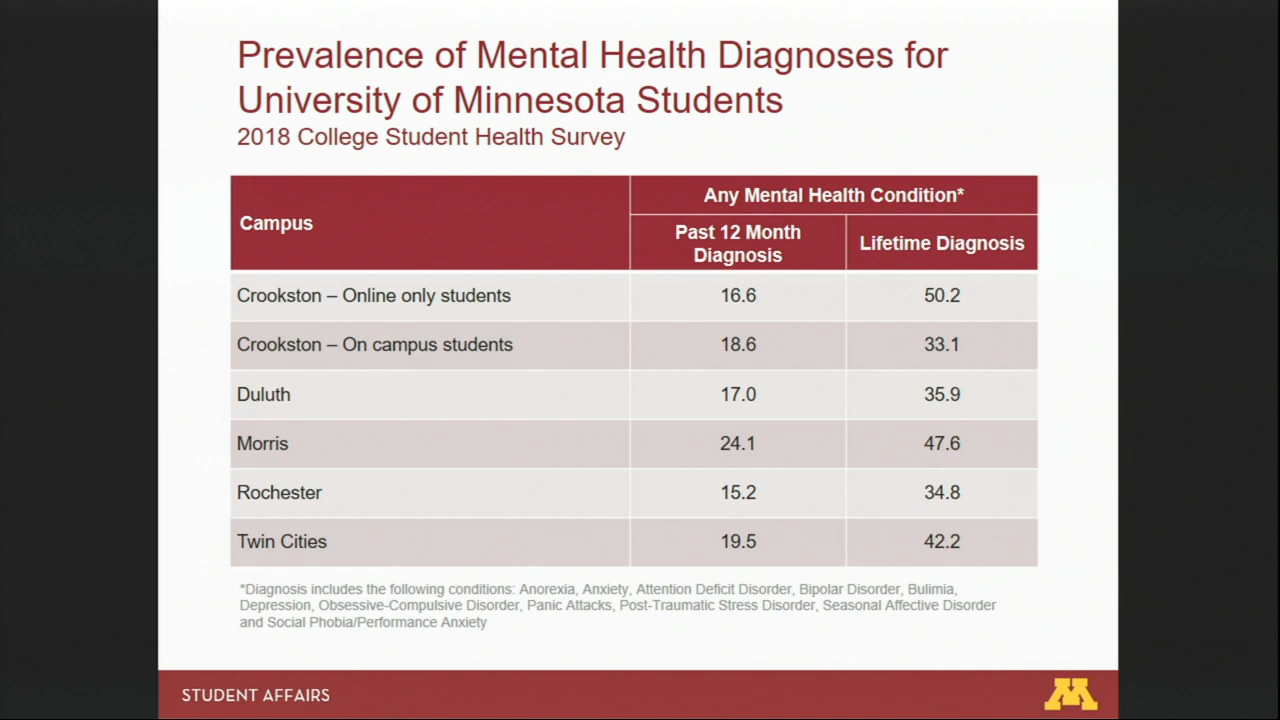 Prevalence of Mental Health Diagnoses for
University of Minnesota Students
2018 College Student Health Survey
Campus
Any Mental Health Condition*
Past 12 Month
Diagnosis
Lifetime Diagnosis
Crookston – Online only students 16.6 50.2
Crookston – On campus students 18.6 33.1
Duluth 17.0 35.9
Morris 24.1 47.6
Rochester 15.2 34.8
Twin Cities 19.5 42.2
*Diagnosis includes the following conditions: Anorexia, Anxiety, Attention Deficit Disorder, Bipolar Disorder, Bulimia,
Depression, Obsessive-Compulsive Disorder, Panic Attacks, Post-Traumatic Stress Disorder, Seasonal Affective Disorder
and Social Phobia/Performance Anxiety
STUDENT AFFAIRS
M